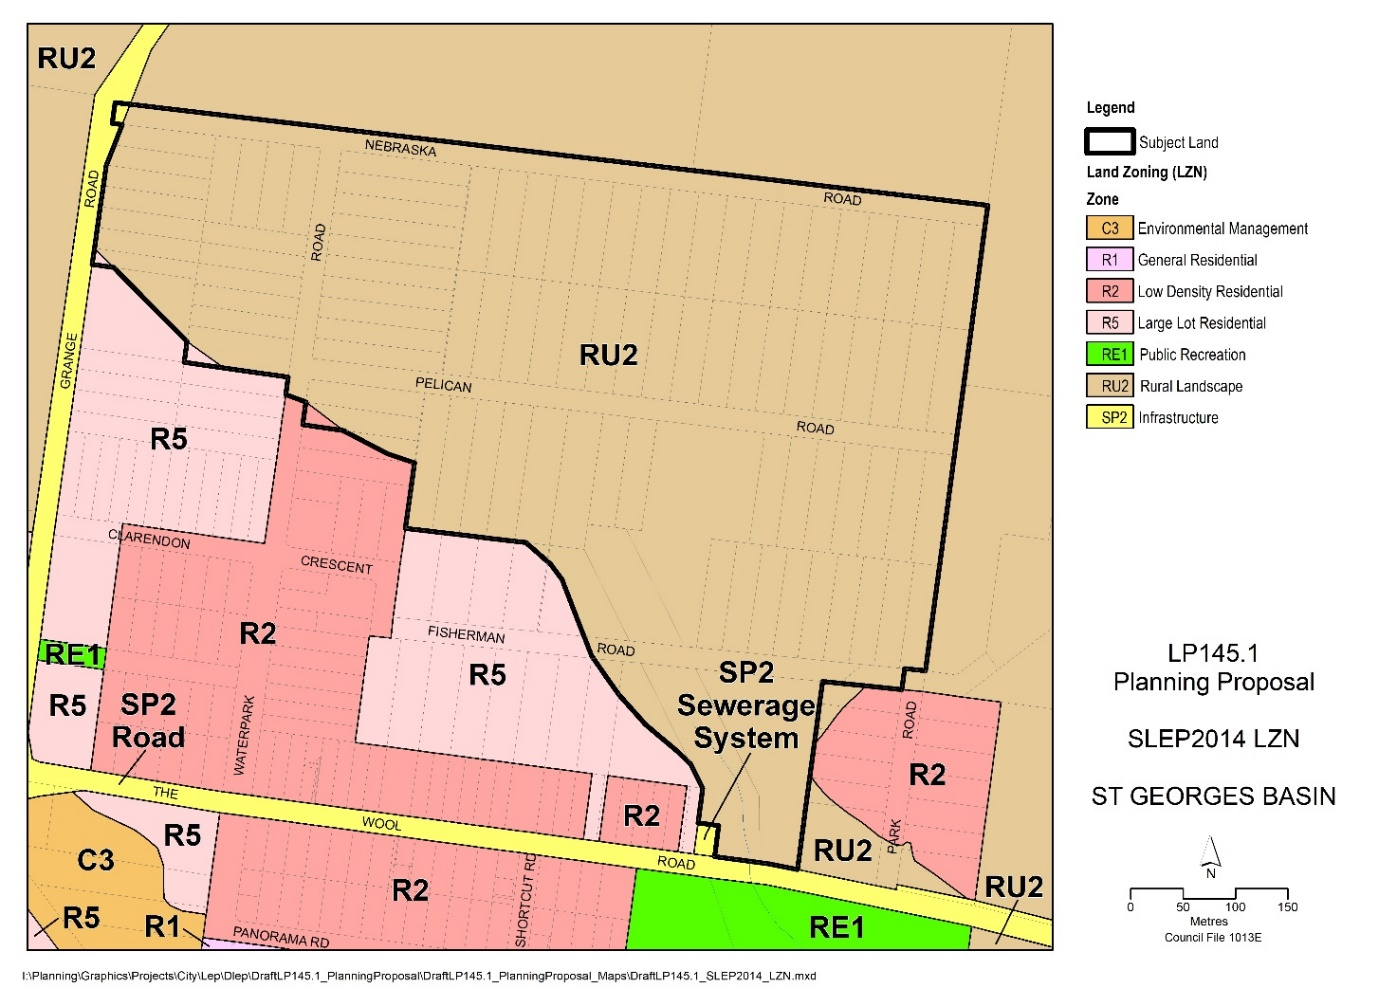 RU2
NEBRASKA
ROAD
ROAD
ROAD
GRANGE
RU2
PELICAN
ROAD
R5
CLARENDON
CRESCENT
R2
FISHERMAN
ROAD
RE1
R5
R5
SP2
Road
WATERPARK
SP2
Sewerage
System
ROAD
R2
THE
WOOL
ROAD
R2
R5
C3
R5
R1
R2
SHORTCUT RD
PANORAMA RD
RU2
PARK
RU2
RE1
Legend
Subject Land
Land Zoning (LZN)
Zone
C3 Environmental Management
R1 General Residential
R2 Low Density Residential
R5 Large Lot Residential
RE1 Public Recreation
RU2 Rural Landscape
SP2 Infrastructure
LP145.1
Planning Proposal
SLEP2014 LZN
ST GEORGES BASIN
N
0 50 100 150
Metres
Council File 1013E
I:\Planning\Graphics\Projects\City\Lep\Dlep\DraftLP145.1_PlanningProposal\DraftLP145.1_PlanningProposal_Maps\DraftLP145.1_SLEP2014_LZN.mxd